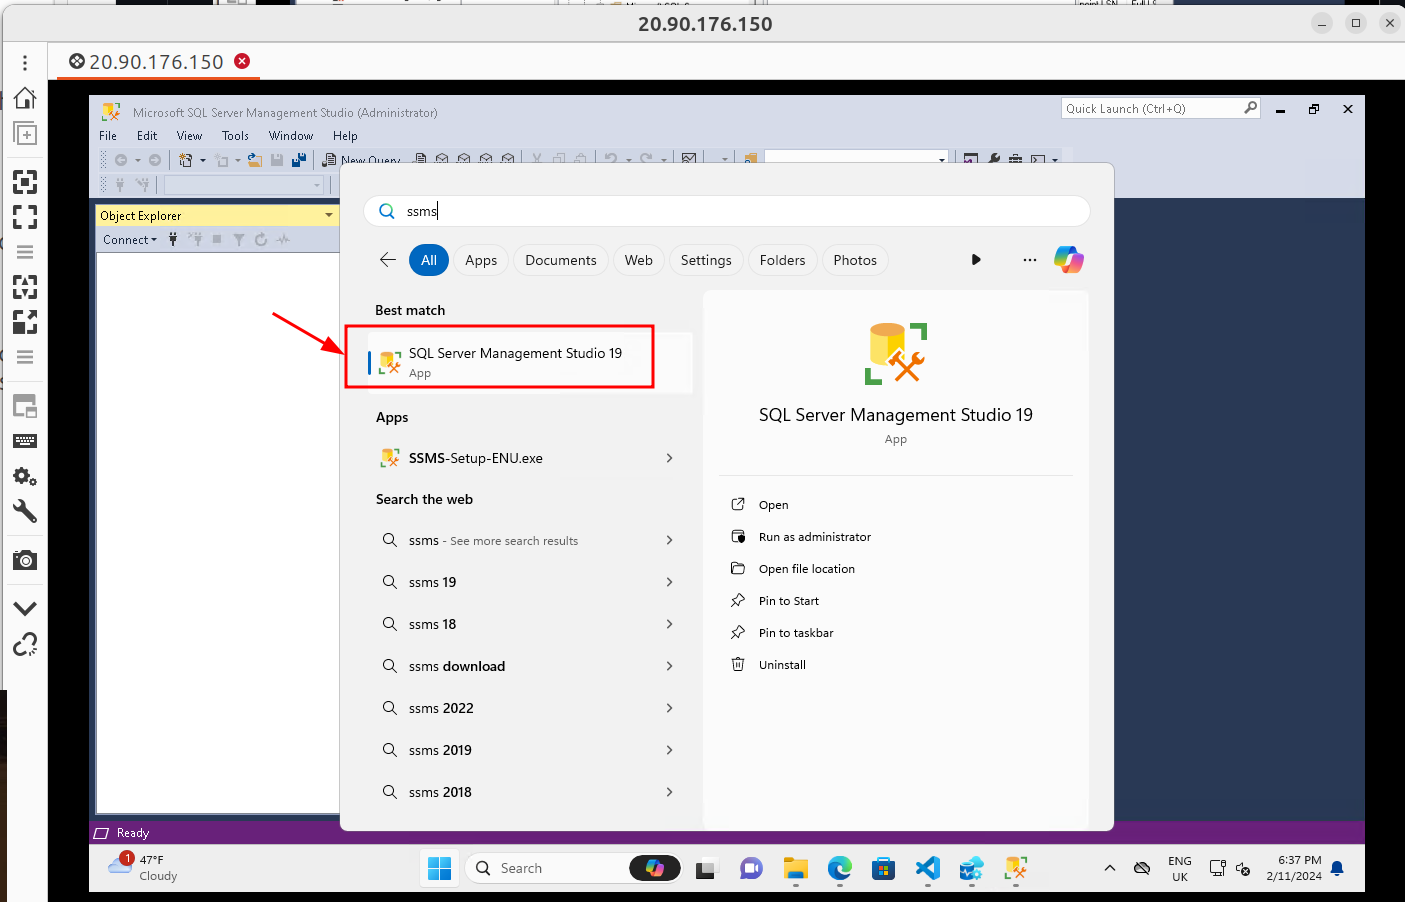 20.90.176.150
20.90.176.150
Microsoft SQL Server Management Studio (Administrator)
Quick Launch (Ctrl+Q)
File Edit View Tools Window Help
New Query
Object Explorer
Connect
ssms
All Apps Documents Web Settings Folders Photos
Best match
SQL Server Management Studio 19
App
Apps
SSMS-Setup-ENU.exe
Search the web
ssms - See more search results
ssms 19
ssms 18
ssms download
ssms 2022
ssms 2019
ssms 2018
SQL Server Management Studio 19
App
Open
Run as administrator
Open file location
Pin to Start
Pin to taskbar
Uninstall
Ready
1
47°F
Cloudy
Search
ENG
UK
6:37 PM
2/11/2024